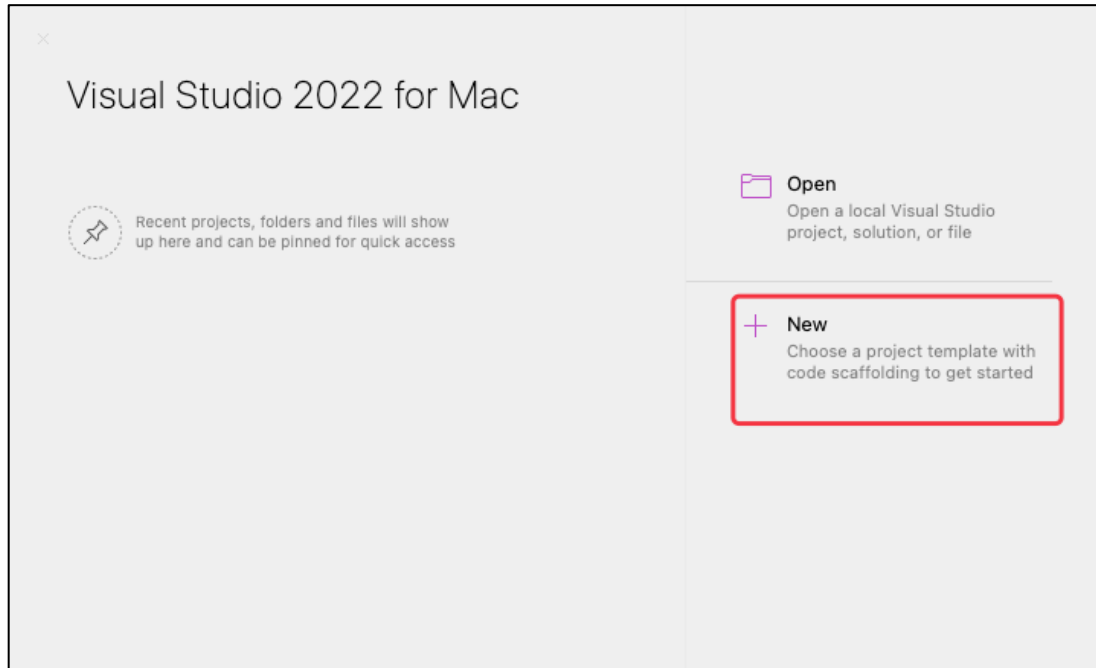 Visual Studio 2022 for Mac
Recent projects, folders and files will show
up here and can be pinned for quick access
Open
Open a local Visual Studio
project, solution, or file
New
Choose a project template with
code scaffolding to get started